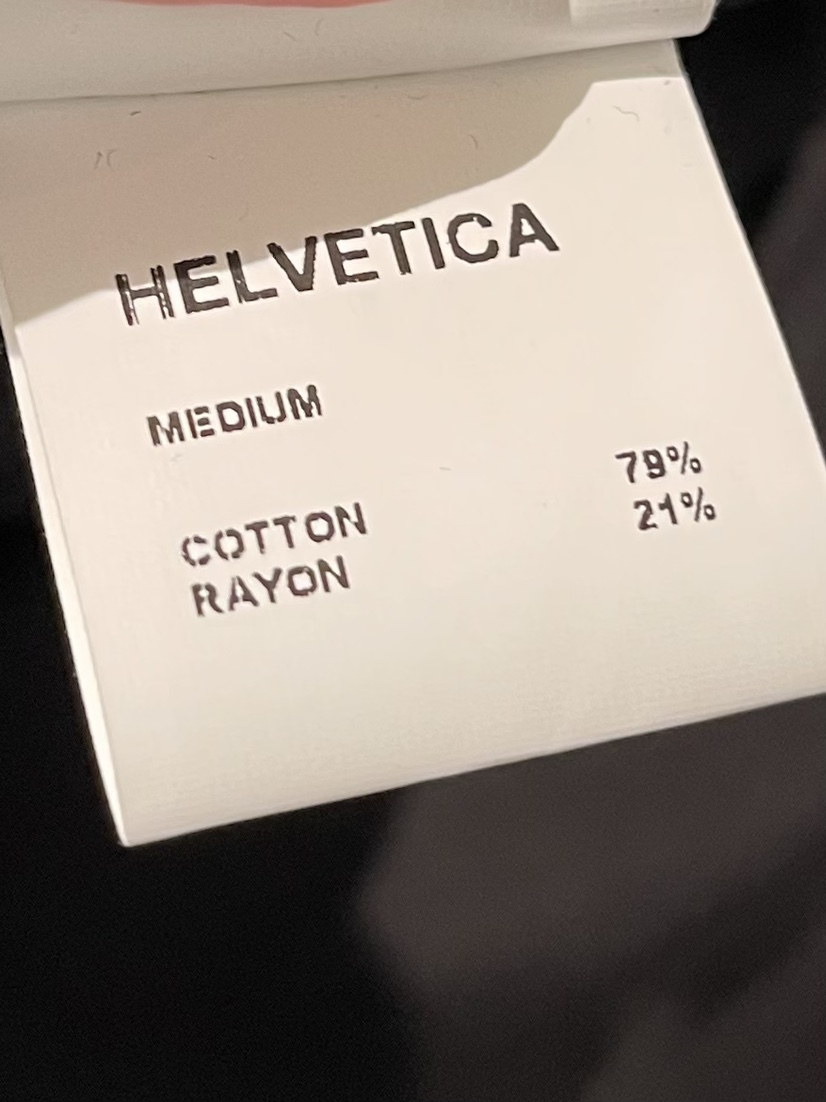 HELVETICA
MEDIUM
COTTON 79%
RAYON 21%